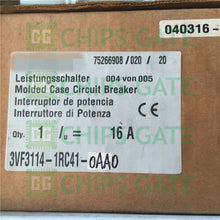 040316-
75266908 / 020 / 20
Leistungsschalter 004 von 005
Molded Case Circuit Breaker
Interruptor de potencia
Interruttore di Potenza
Qty. 1 Iu = 16 A
3VF3114-1RC41-0AA0
CHIPS GATE